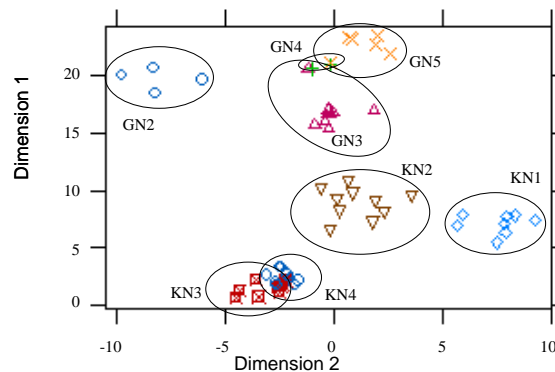 GN4
GN5
20
GN2
Dimension 1
15
GN3
KN2
KN1
10
5
KN3
KN4
0
-10
-5
0
5
10
Dimension 2